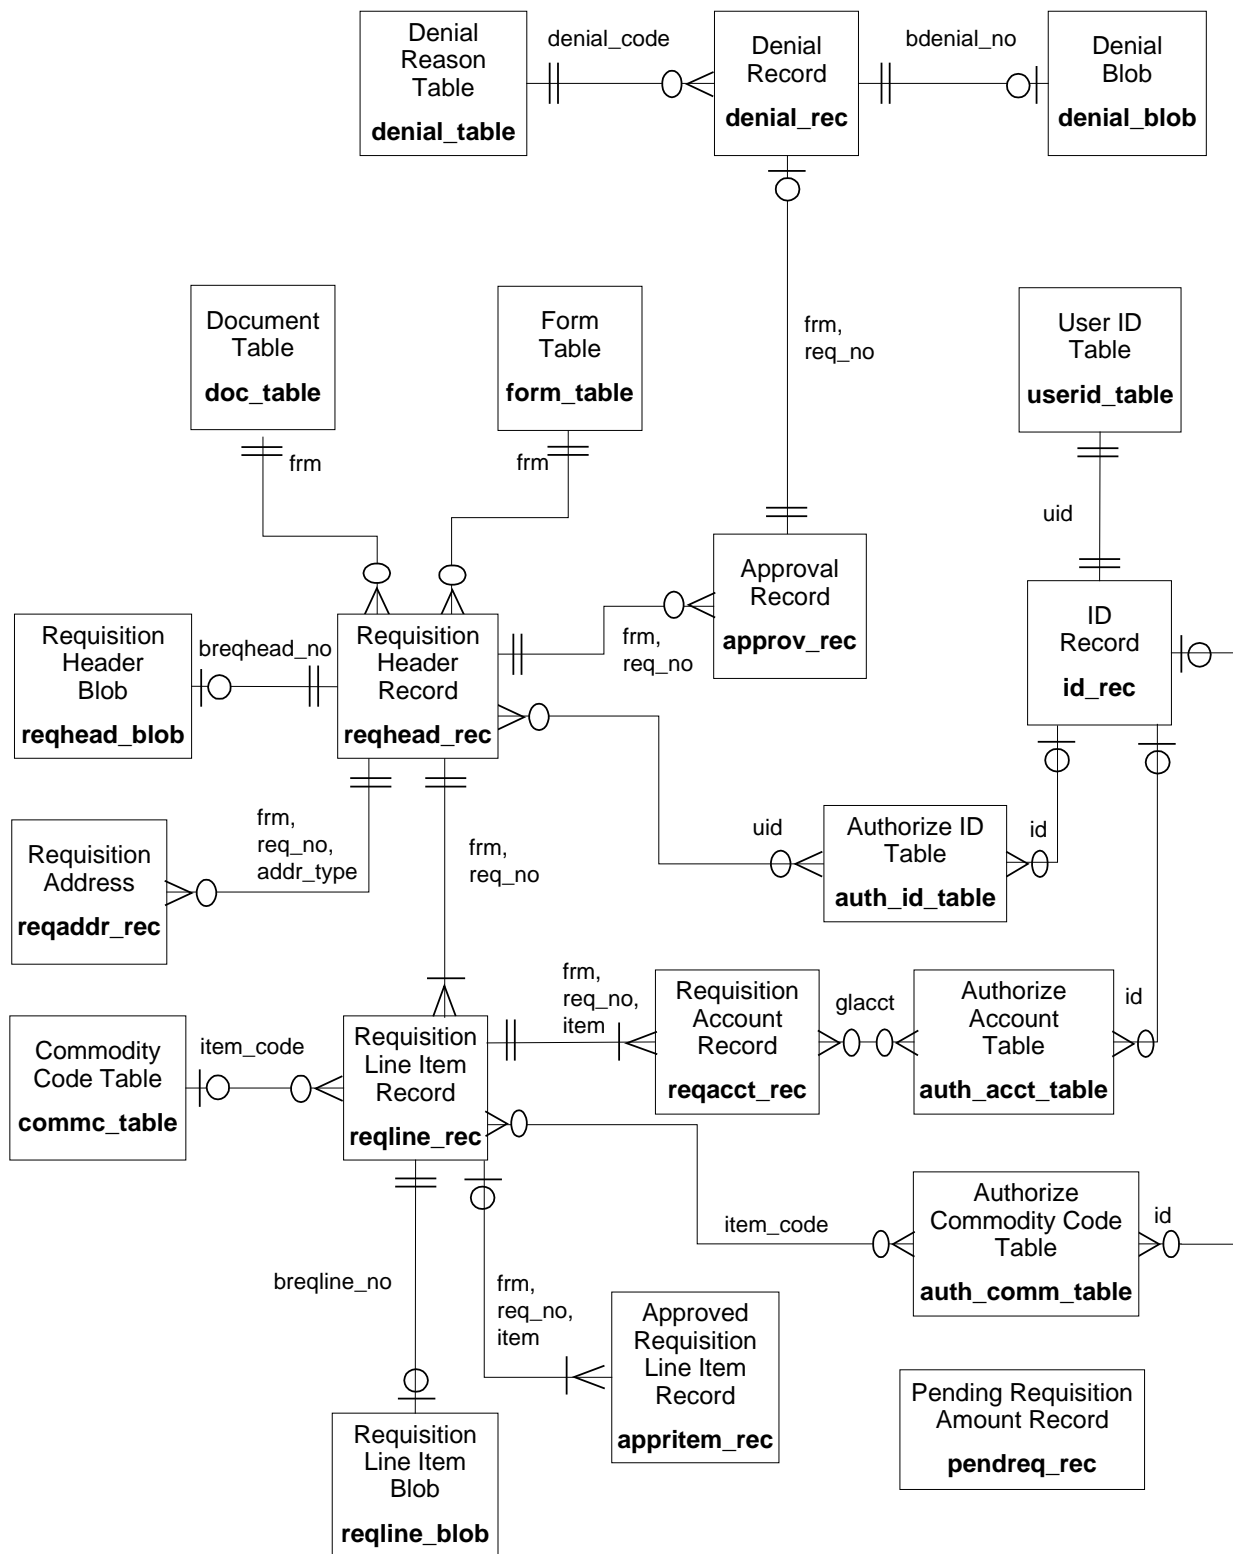 Denial
Reason
Table
denial_table
denial_code
Denial
Record
denial_rec
bdenial_no
Denial
Blob
denial_blob
Document
Table
doc_table
Form
Table
form_table
frm,
req_no
User ID
Table
userid_table
frm
frm
uid
Requisition
Header
Blob
reqhead_blob
breqhead_no
Requisition
Header
Record
reqhead_rec
frm,
req_no
Approval
Record
approv_rec
ID
Record
id_rec
Requisition
Address
reqaddr_rec
frm,
req_no,
addr_type
frm,
req_no
uid
Authorize ID
Table
auth_id_table
id
Commodity
Code Table
commc_table
item_code
Requisition
Line Item
Record
reqline_rec
frm,
req_no,
item
Requisition
Account
Record
reqacct_rec
glacct
Authorize
Account
Table
auth_acct_table
id
item_code
Authorize
Commodity Code
Table
auth_comm_table
id
breqline_no
frm,
req_no,
item
Approved
Requisition
Line Item
Record
appritem_rec
Pending Requisition
Amount Record
pendreq_rec
Requisition
Line Item
Blob
reqline_blob